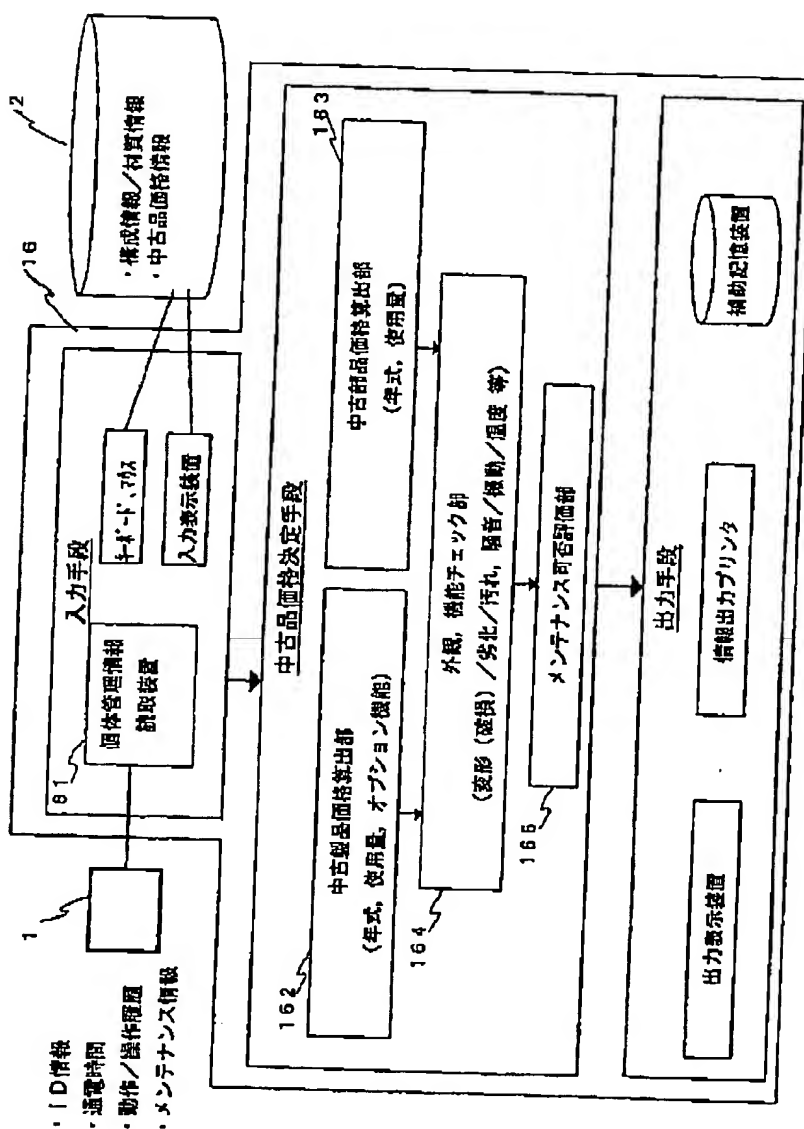 1
・ID情報
・通電時間
・動作/操作履歴
・メンテナンス情報
16
2
・構成情/材質情報
・中古品価格情報
入力手段
81
個体管理情報
読取装置
キーボード、マウス
入力表示装置
中古品価格決定手段
162
中古製品価格算出部
(年式,使用量,オプション機能)
183
中古部品価格算出部
(年式,使用量)
164
外観,機能チェック部
(変形(破損)/劣化/汚れ,騒音/振動/温度 等)
165
メンテナンス可否評価部
出力手段
出力表示装置
情報出力プリンタ
補助記憶装置